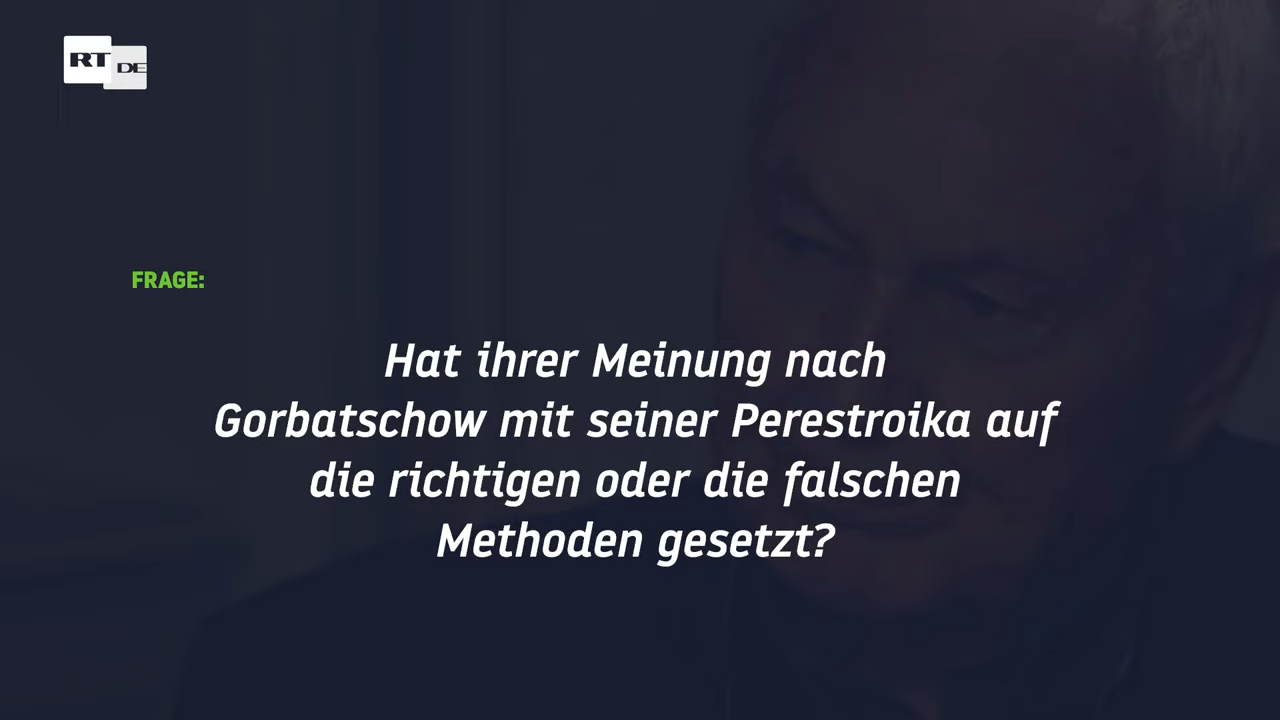 RT DE
FRAGE:
Hat ihrer Meinung nach
Gorbatschow mit seiner Perestroika auf
die richtigen oder die falschen
Methoden gesetzt?